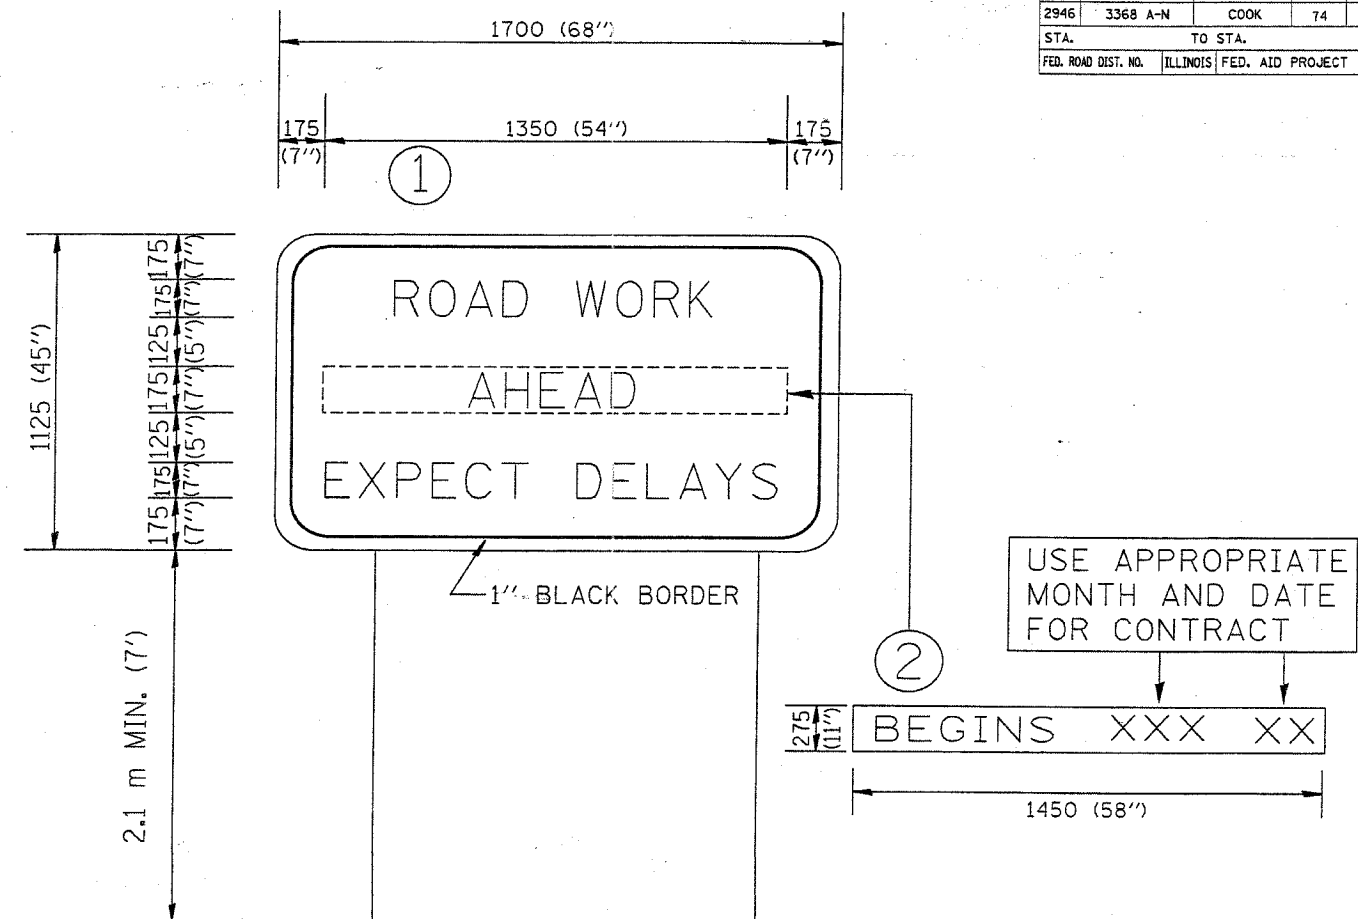 2946 3368 A-N COOK 74
STA. TO STA.
FED. ROAD DIST. NO. ILLINOIS FED. AID PROJECT
1700 (68'')
175 (7'')
1350 (54'')
175 (7'')
1
1125 (45'')
175 (7'')
175 (7'')
125 (5'')
175 (7'')
125 (5'')
175 (7'')
175 (7'')
ROAD WORK
AHEAD
EXPECT DELAYS
1'' BLACK BORDER
2.1 m MIN. (7')
USE APPROPRIATE
MONTH AND DATE
FOR CONTRACT
2
275 (11'')
BEGINS XXX XX
1450 (58'')